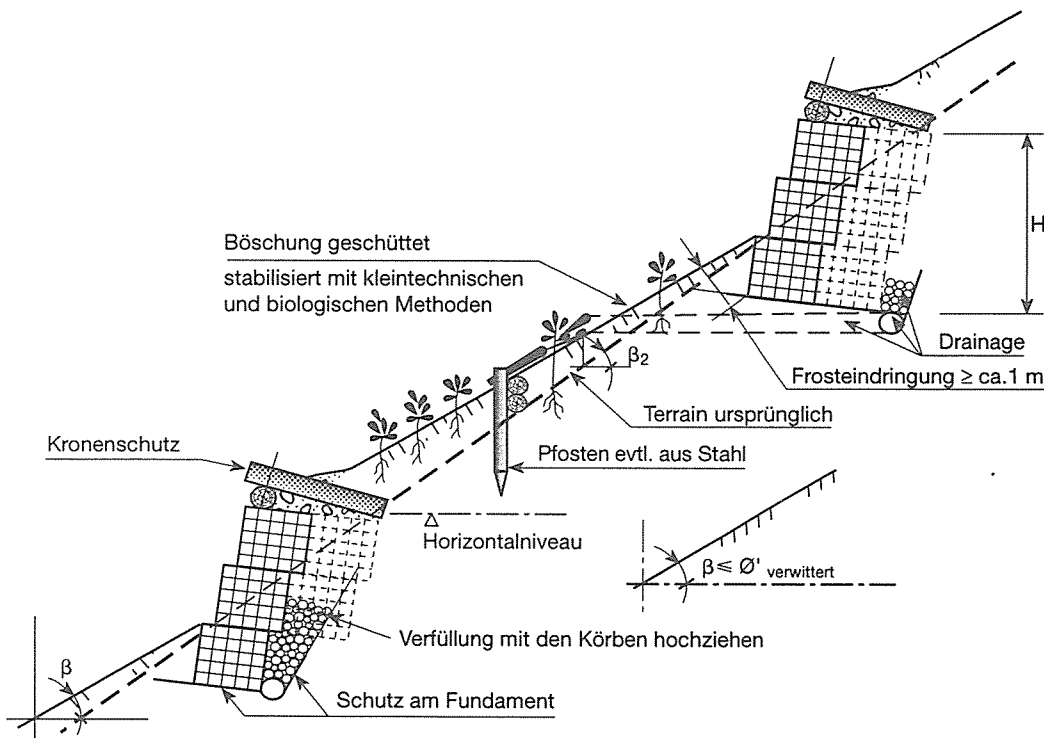 H
Böschung geschüttet
stabilisiert mit kleintechnischen
und biologischen Methoden
Drainage
β₂
Frosteindringung ≥ ca.1 m
Terrain ursprünglich
Kronenschutz
Pfosten evtl. aus Stahl
Horizontalniveau
β ≤ Ø' verwittert
Verfüllung mit den Körben hochziehen
β
Schutz am Fundament